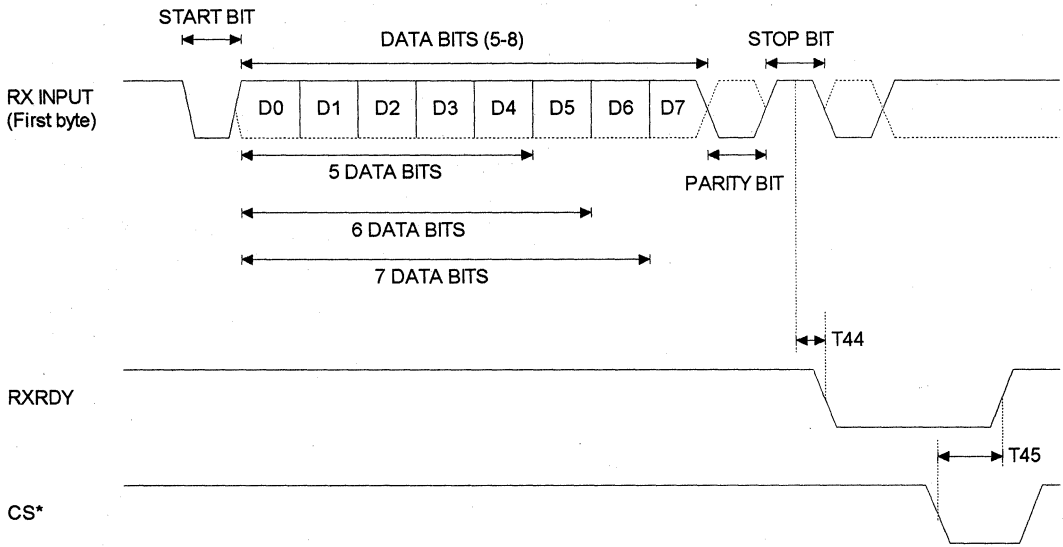 START BIT
DATA BITS (5-8)
STOP BIT
RX INPUT
(First byte)
D0 D1 D2 D3 D4 D5 D6 D7
5 DATA BITS
PARITY BIT
6 DATA BITS
7 DATA BITS
T44
RXRDY
T45
CS*